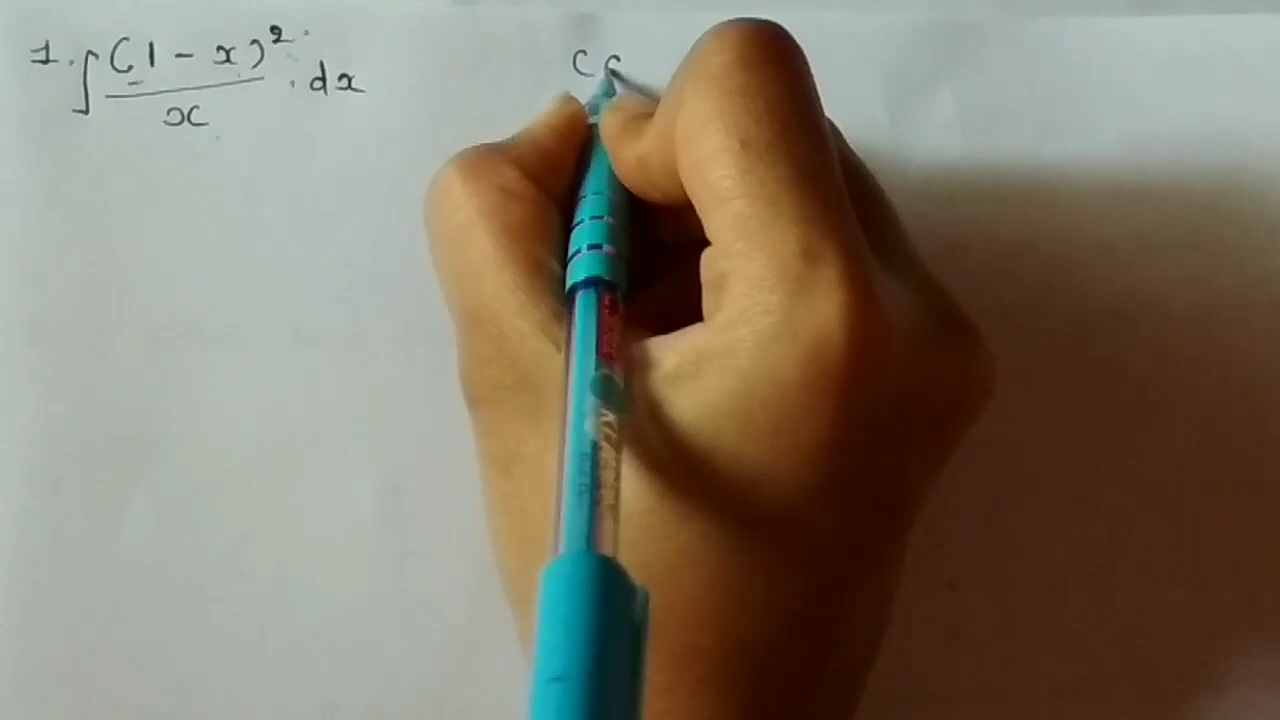 1. ∫ (1 - x)² / x . dx
(a